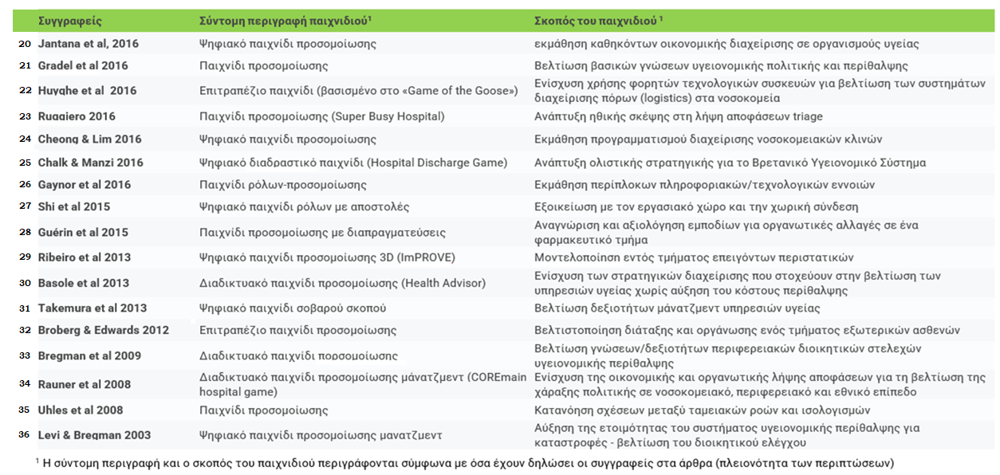 Συγγραφείς Σύντομη περιγραφή παιχνιδιού¹ Σκοπός του παιχνιδιού ¹
20 Jantana et al, 2016 Ψηφιακό παιχνίδι προσομοίωσης εκμάθηση καθηκόντων οικονομικής διαχείρισης σε οργανισμούς υγείας
21 Gradel et al 2016 Παιχνίδι προσομοίωσης Βελτίωση βασικών γνώσεων υγειονομικής πολιτικής και περίθαλψης
22 Huyghe et al 2016 Επιτραπέζιο παιχνίδι (βασισμένο στο «Game of the Goose») Ενίσχυση χρήσης φορητών τεχνολογικών συσκευών για βελτίωση των συστημάτων
διαχείρισης πόρων (logistics) στα νοσοκομεία
23 Ruggiero 2016 Παιχνίδι προσομοίωσης (Super Busy Hospital) Ανάπτυξη ηθικής σκέψης στη λήψη αποφάσεων triage
24 Cheong & Lim 2016 Ψηφιακό παιχνίδι προσομοίωσης Εκμάθηση προγραμματισμού διαχείρισης νοσοκομειακών κλινών
25 Chalk & Manzi 2016 Ψηφιακό διαδραστικό παιχνίδι (Hospital Discharge Game) Ανάπτυξη ολιστικής στρατηγικής για το Βρετανικό Υγειονομικό Σύστημα
26 Gaynor et al 2016 Παιχνίδι ρόλων-προσομοίωσης Εκμάθηση περίπλοκων πληροφοριακών/τεχνολογικών εννοιών
27 Shi et al 2015 Ψηφιακό παιχνίδι ρόλων με αποστολές Εξοικείωση με τον εργασιακό χώρο και την χωρική σύνδεση
28 Guérin et al 2015 Παιχνίδι προσομοίωσης με διαπραγματεύσεις Αναγνώριση και αξιολόγηση εμποδίων για οργανωτικές αλλαγές σε ένα
φαρμακευτικό τμήμα
29 Ribeiro et al 2013 Ψηφιακό παιχνίδι προσομοίωσης 3D (ImPROVE) Μοντελοποίηση εντός τμήματος επειγόντων περιστατικών
30 Basole et al 2013 Διαδικτυακό παιχνίδι προσομοίωσης (Health Advisor) Ενίσχυση των στρατηγικών διαχείρισης που στοχεύουν στην βελτίωση των
υπηρεσιών υγείας χωρίς αύξηση του κόστους περίθαλψης
31 Takemura et al 2013 Ψηφιακό παιχνίδι σοβαρού σκοπού Βελτίωση δεξιοτήτων μάνατζμεντ υπηρεσιών υγείας
32 Broberg & Edwards 2012 Επιτραπέζιο παιχνίδι προσομοίωσης Βελτιστοποίηση διάταξης και οργάνωσης ενός τμήματος εξωτερικών ασθενών
33 Bregman et al 2009 Διαδικτυακό παιχνίδι προσομοίωσης Βελτίωση γνώσεων/δεξιοτήτων περιφερειακών διοικητικών στελεχών
υγειονομικής περίθαλψης
34 Rauner et al 2008 Διαδικτυακό παιχνίδι προσομοίωσης μάνατζμεντ (COREmain Ενίσχυση της οικονομικής και οργανωτικής λήψης αποφάσεων για τη βελτίωση της
hospital game) χάραξης πολιτικής σε νοσοκομειακό, περιφερειακό και εθνικό επίπεδο
35 Uhles et al 2008 Παιχνίδι προσομοίωσης Κατανόηση σχέσεων μεταξύ ταμειακών ροών και ισολογισμών
36 Levi & Bregman 2003 Ψηφιακό παιχνίδι προσομοίωσης μανατζμεντ Αύξηση της ετοιμότητας του συστήματος υγειονομικής περίθαλψης για
καταστροφές - βελτίωση του διοικητικού ελέγχου
¹ Η σύντομη περιγραφή και ο σκοπός του παιχνιδιού περιγράφονται σύμφωνα με όσα έχουν δηλώσει οι συγγραφείς στα άρθρα (πλειονότητα των περιπτώσεων)